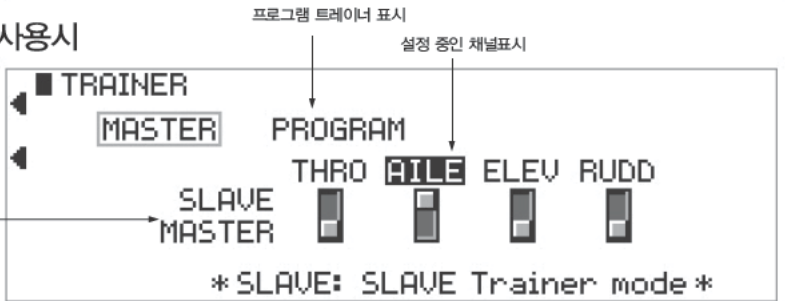 프로그램 트레이너 표시
사용시
설정 중인 채널표시
■ TRAINER
MASTER PROGRAM
THRO AILE ELEV RUDD
SLAVE
MASTER
*SLAVE: SLAVE Trainer mode*